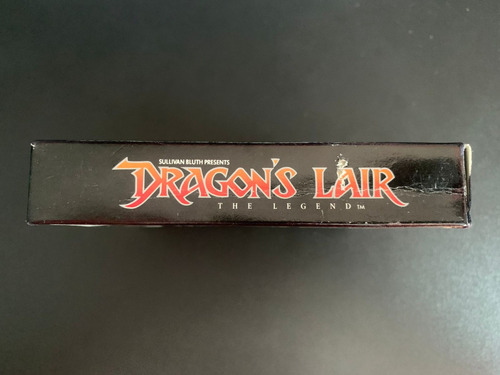 SULLIVAN BLUTH PRESENTS
DRAGON'S LAIR
THE LEGEND™